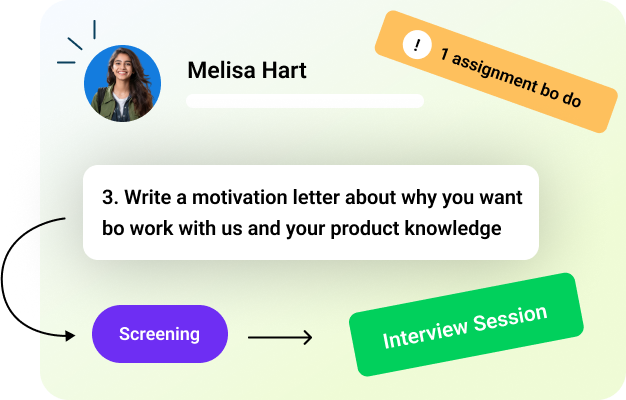 Melisa Hart
! 1 assignment bo do
3. Write a motivation letter about why you want
bo work with us and your product knowledge
Screening
Interview Session